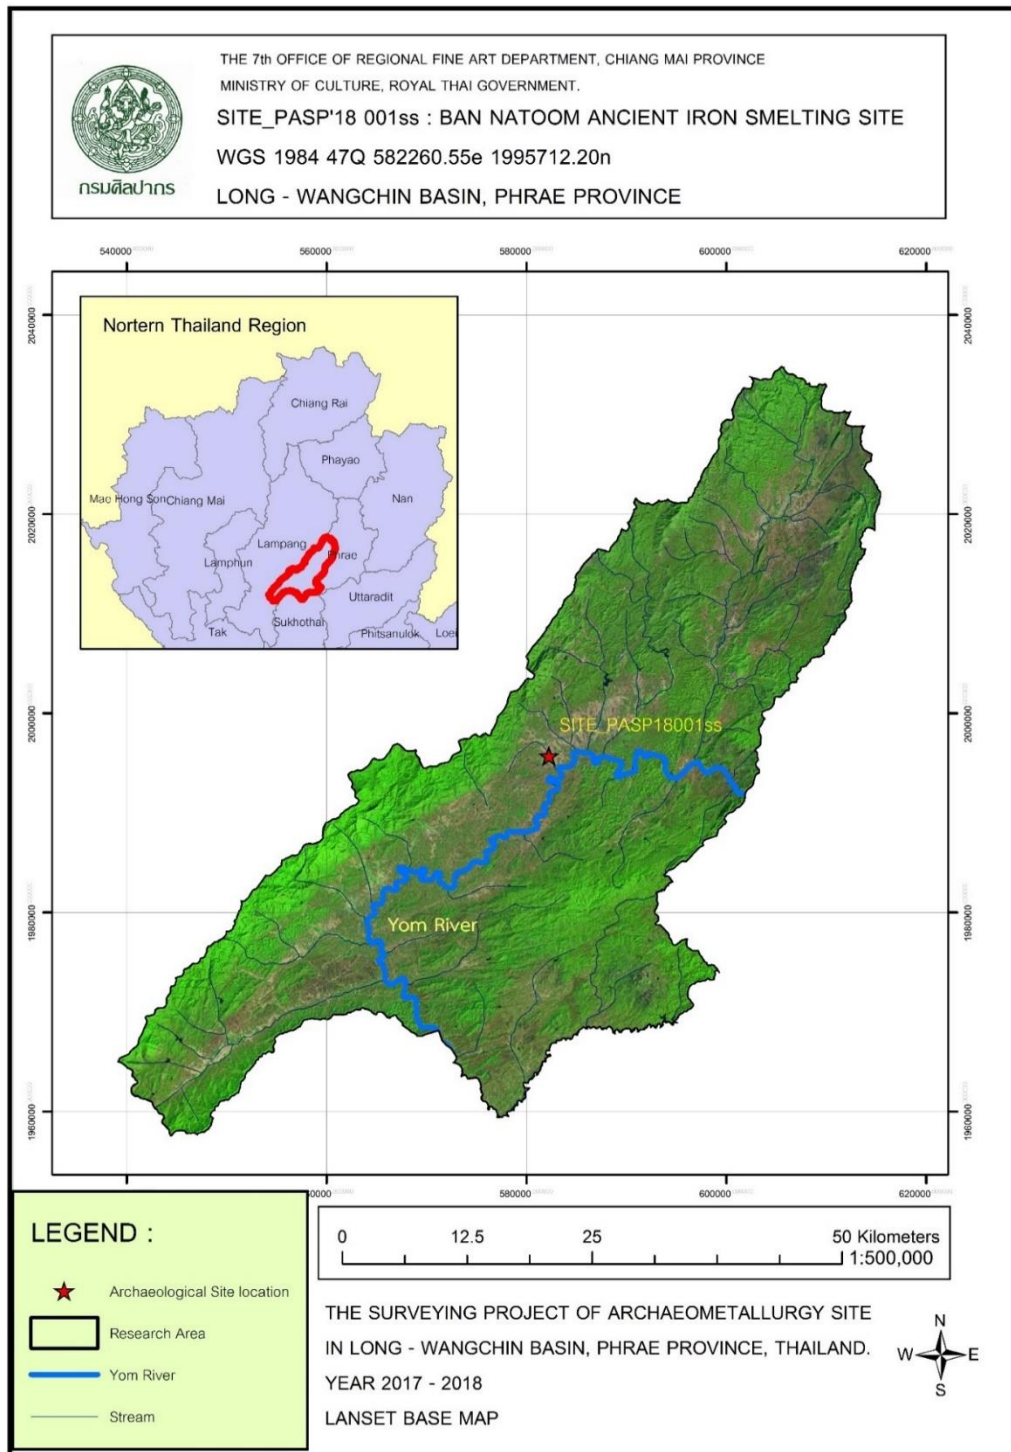 THE 7th OFFICE OF REGIONAL FINE ART DEPARTMENT, CHIANG MAI PROVINCE
MINISTRY OF CULTURE, ROYAL THAI GOVERNMENT.
SITE_PASP'18 001ss : BAN NATOOM ANCIENT IRON SMELTING SITE
WGS 1984 47Q 582260.55e 1995712.20n
LONG - WANGCHIN BASIN, PHRAE PROVINCE
กรมศิลปากร
540000 560000 580000 600000 620000
2040000 2040000
Nortern Thailand Region
Chiang Rai
Phayao
Mae Hong Son Chiang Mai Nan
2020000 2020000
Lampang Phrae
Lamphun
Uttaradit
Sukhothai
Tak Phitsanulok Loei
2000000 2000000
SITE_PASP18001ss
1980000 1980000
Yom River
1960000 1960000
580000 600000 620000
LEGEND :
Archaeological Site location
Research Area
Yom River
Stream
0 12.5 25 50 Kilometers
1:500,000
THE SURVEYING PROJECT OF ARCHAEOMETALLURGY SITE
IN LONG - WANGCHIN BASIN, PHRAE PROVINCE, THAILAND.
YEAR 2017 - 2018
LANSET BASE MAP
N
W E
S